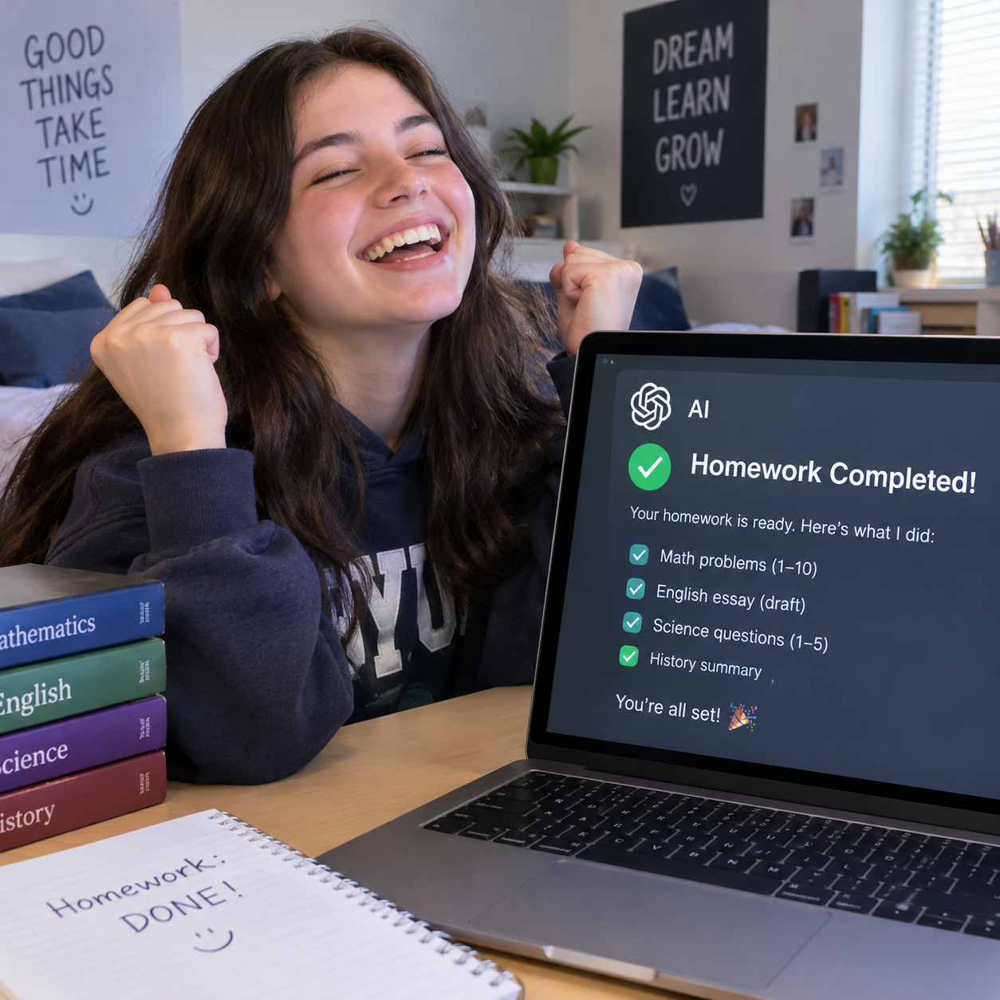 GOOD
THINGS
TAKE
TIME
DREAM
LEARN
GROW
AI
Homework Completed!
Your homework is ready. Here's what I did:
Math problems (1–10)
English essay (draft)
Science questions (1–5)
History summary
You're all set! 🎉
NYU
athematics
English
Science
istory
Homework:
DONE!